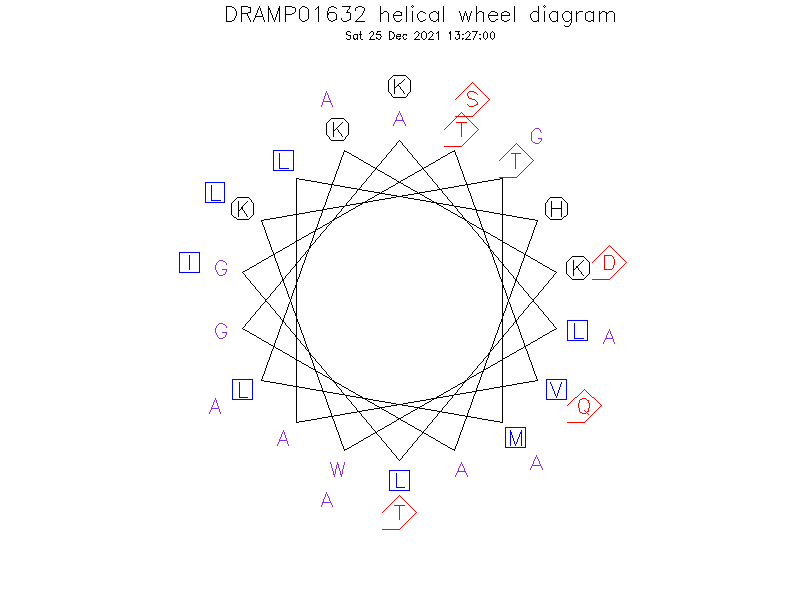 DRAMP01632 helical wheel diagram
Sat 25 Dec 2021 13:27:00
K
A S
A
K T
G
L T
L
K H
I G K D
G L A
L V
A Q
A M
W A A
L
A
T